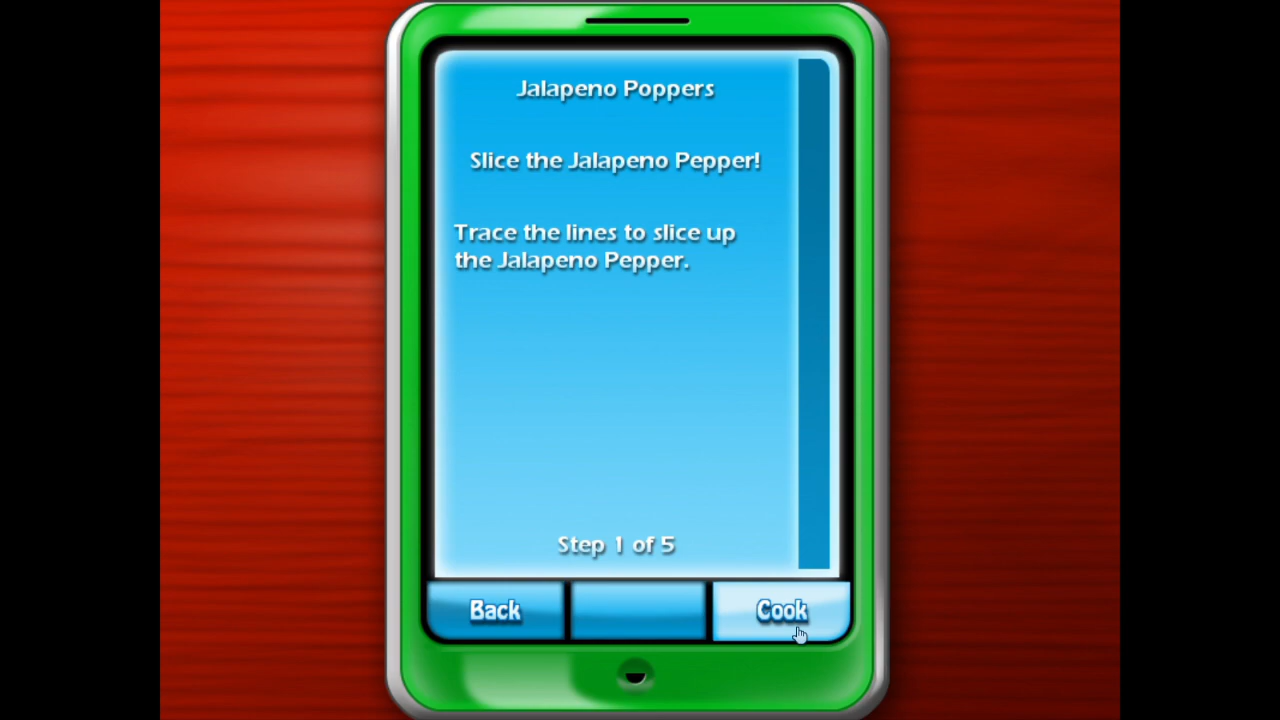 Jalapeno Poppers
Slice the Jalapeno Pepper!
Trace the lines to slice up
the Jalapeno Pepper.
Step 1 of 5
Back
Cook